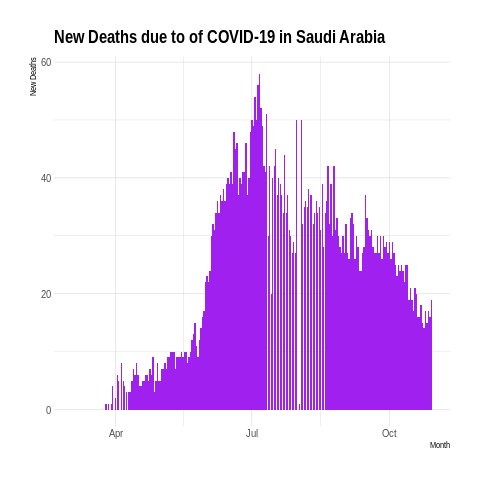 New Deaths due to of COVID-19 in Saudi Arabia
New Deaths
60
40
20
0
Apr
Jul
Oct
Month